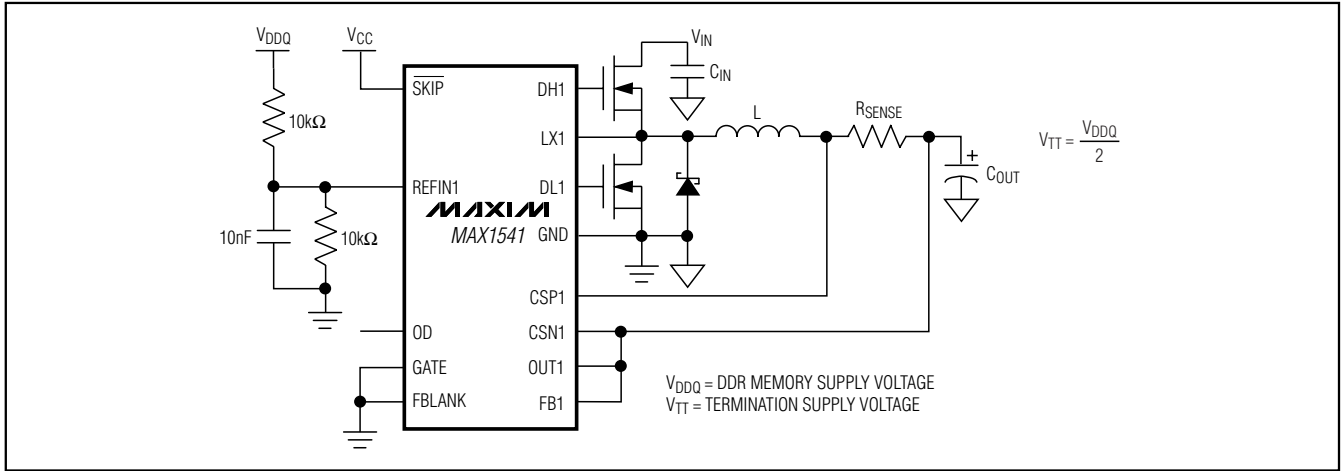 VDDQ
VCC
VIN
CIN
SKIP
DH1
10kΩ
LX1
L
RSENSE
VTT = VDDQ
2
+
COUT
REFIN1
DL1
MAXIM
MAX1541
GND
10nF
10kΩ
CSP1
OD
CSN1
GATE
OUT1
FBLANK
FB1
VDDQ = DDR MEMORY SUPPLY VOLTAGE
VTT = TERMINATION SUPPLY VOLTAGE